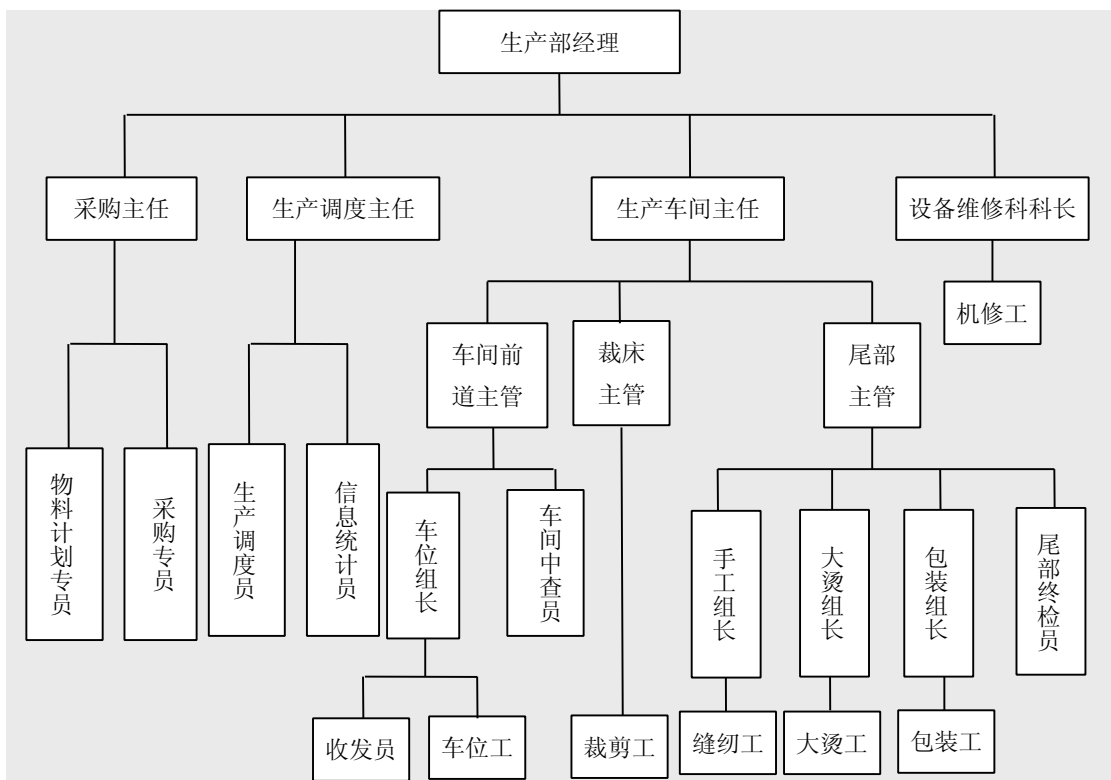 生产部经理
采购主任
生产调度主任
生产车间主任
设备维修科科长
机修工
车间前
道主管
裁床
主管
尾部
主管
物料计划专员
采购专员
生产调度员
信息统计员
车位组长
车间中查员
手工组长
大烫组长
包装组长
尾部终检员
收发员
车位工
裁剪工
缝纫工
大烫工
包装工